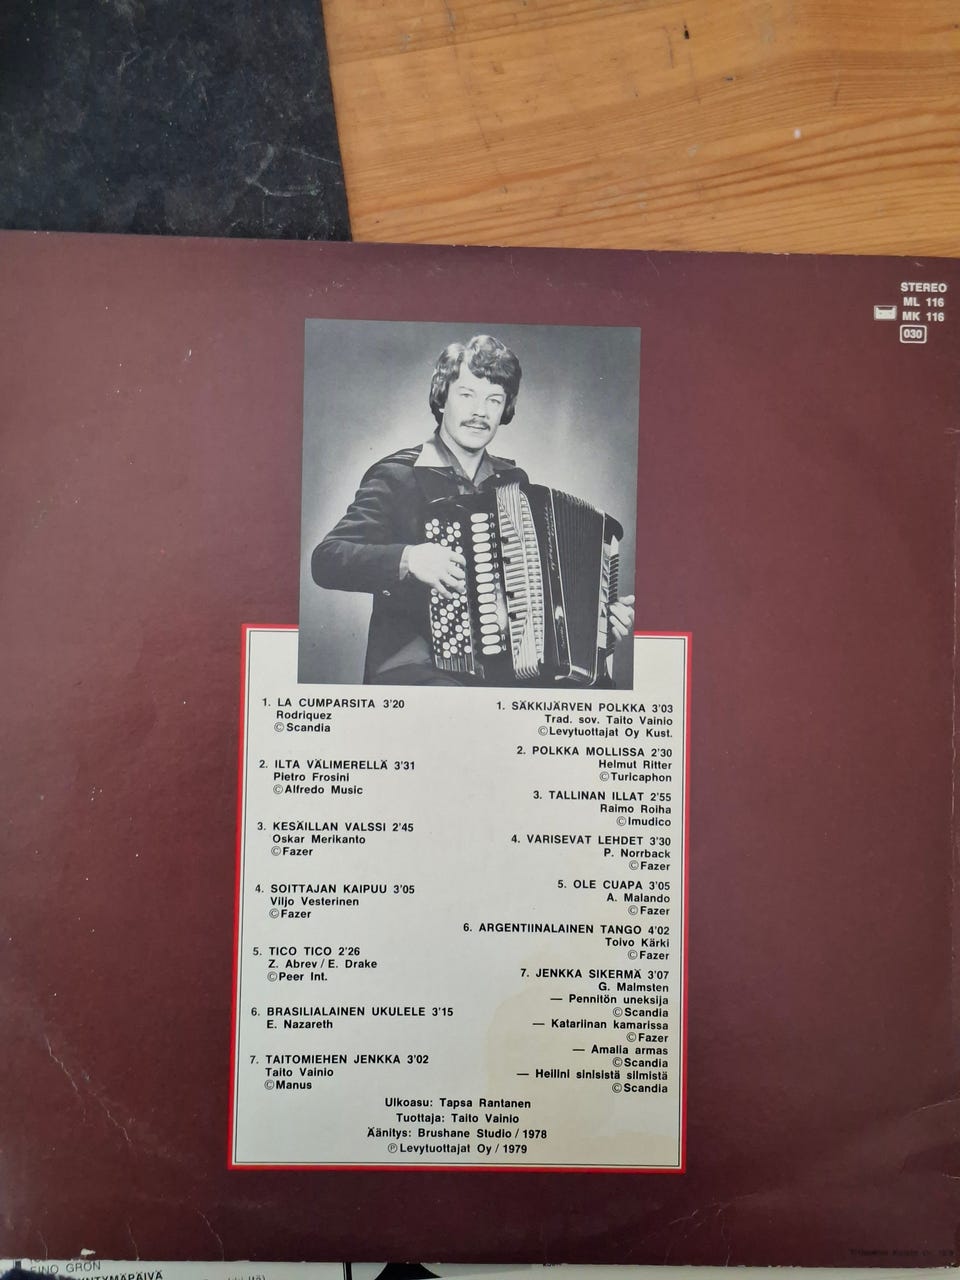 STEREO
ML 116
MK 116
030
1. LA CUMPARSITA 3'20
Rodriquez
©Scandia
2. ILTA VÄLIMERELLÄ 3'31
Pietro Frosini
©Alfredo Music
3. KESÄILLAN VALSSI 2'45
Oskar Merikanto
©Fazer
4. SOITTAJAN KAIPUU 3'05
Viljo Vesterinen
©Fazer
5. TICO TICO 2'26
Z. Abrev / E. Drake
©Peer Int.
6. BRASILIALAINEN UKULELE 3'15
E. Nazareth
7. TAITOMIEHEN JENKKA 3'02
Taito Vainio
©Manus
1. SÄKKIJÄRVEN POLKKA 3'03
Trad. sov. Taito Vainio
©Levytuottajat Oy Kust.
2. POLKKA MOLLISSA 2'30
Helmut Ritter
©Turicaphon
3. TALLINAN ILLAT 2'55
Raimo Roiha
©Imudico
4. VARISEVAT LEHDET 3'30
P. Norrback
©Fazer
5. OLE CUAPA 3'05
A. Malando
©Fazer
6. ARGENTIINALAINEN TANGO 4'02
Toivo Kärki
©Fazer
7. JENKKA SIKERMÄ 3'07
G. Malmsten
— Pennitön uneksija
©Scandia
— Katariinan kamarissa
©Fazer
— Amalia armas
©Scandia
— Heilini sinisistä silmistä
©Scandia
Ulkoasu: Tapsa Rantanen
Tuottaja: Taito Vainio
Äänitys: Brushane Studio / 1978
℗Levytuottajat Oy / 1979
EINO GRÖN